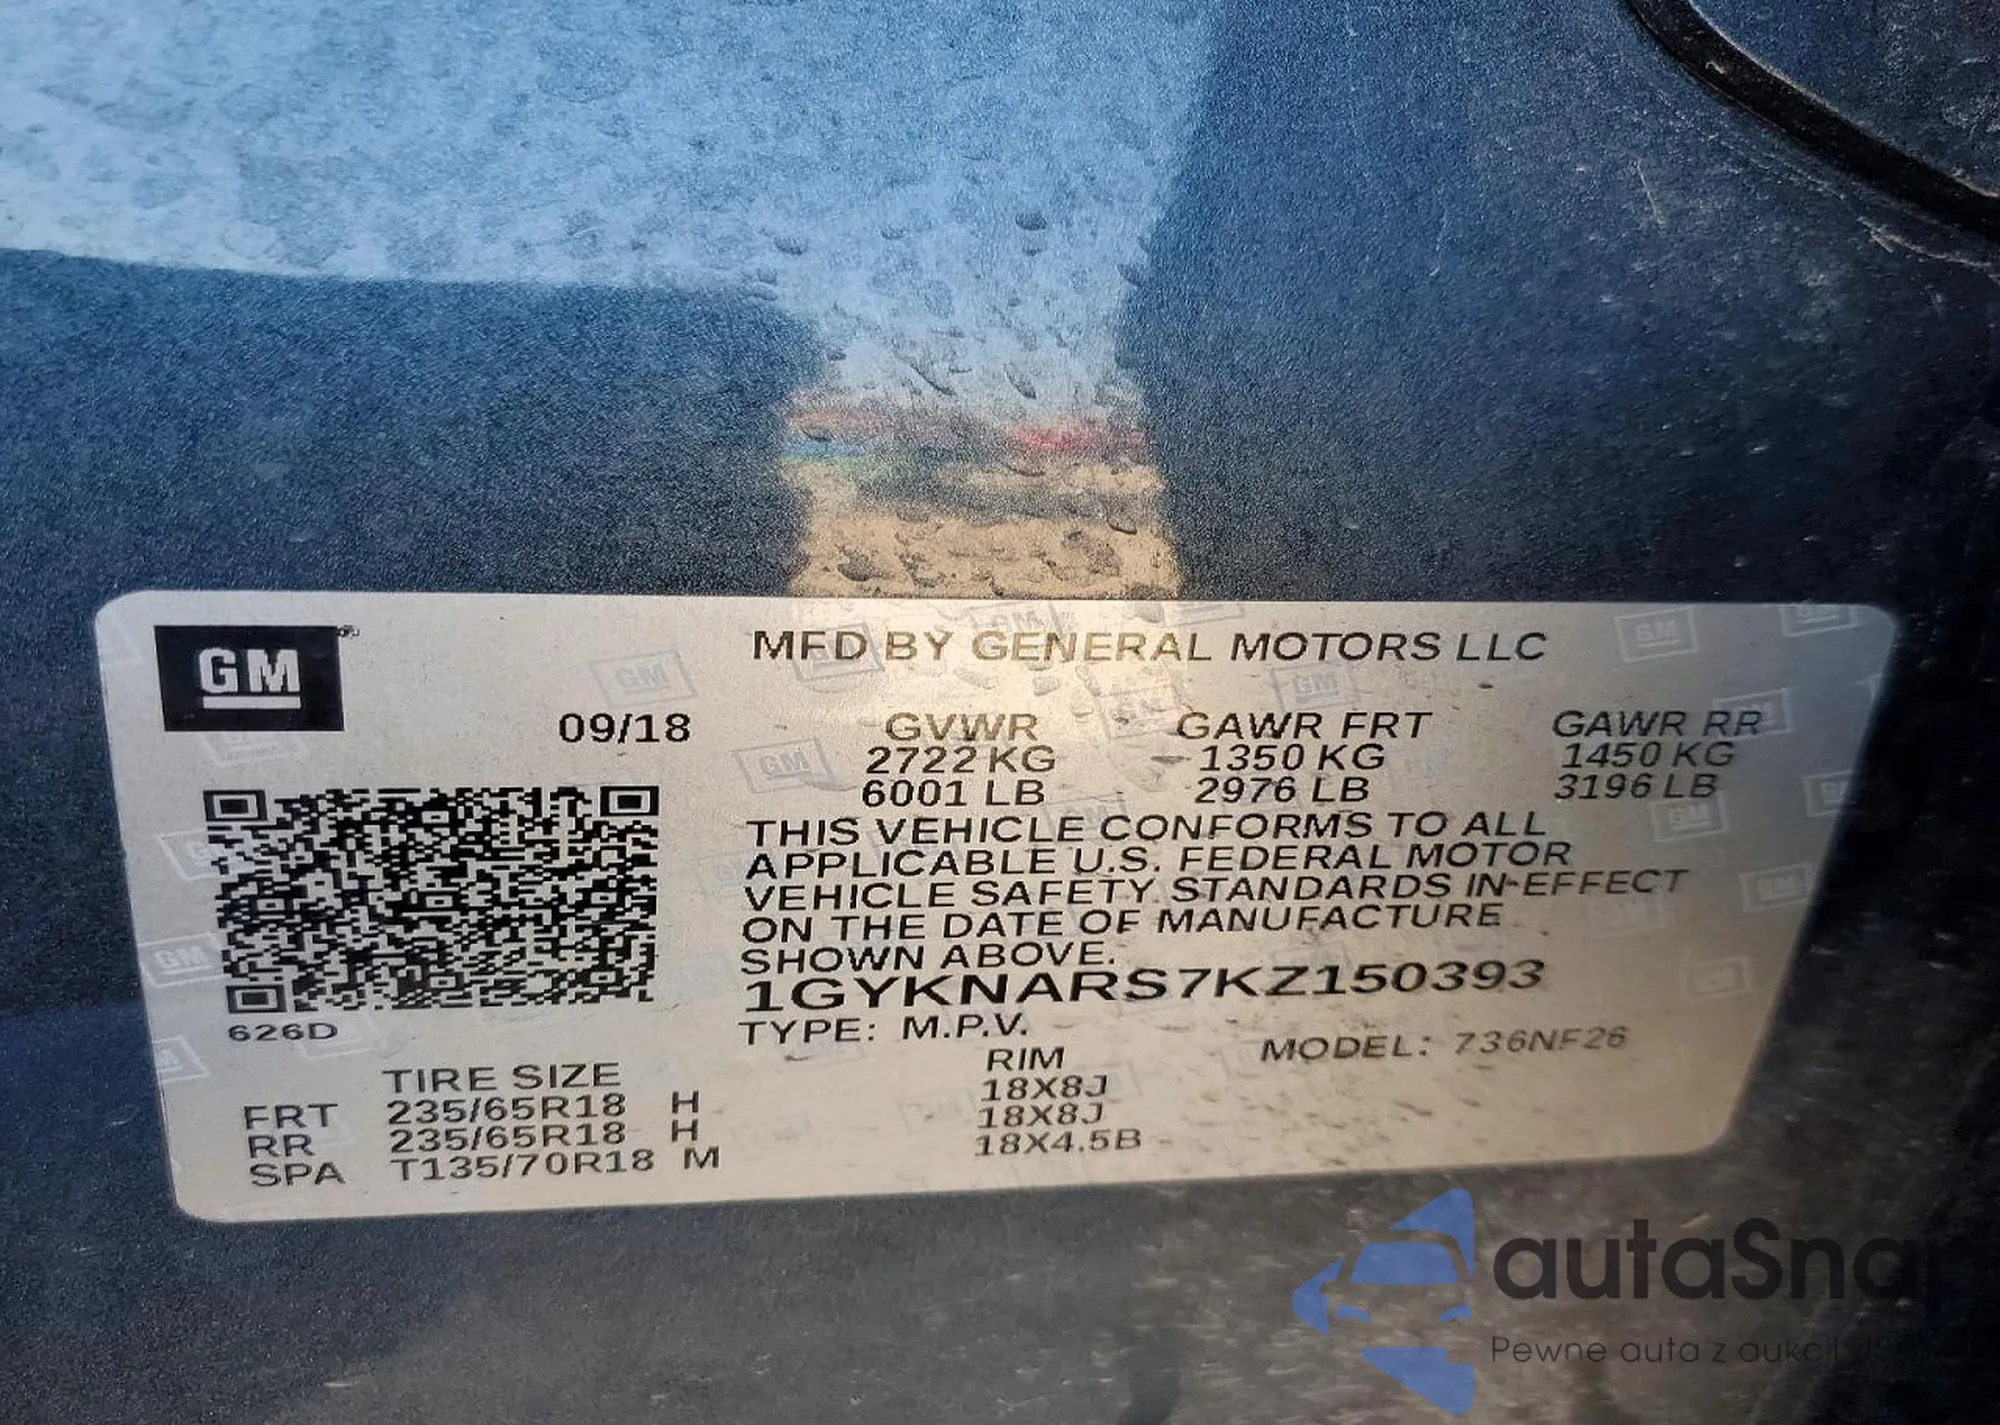 GM
MFD BY GENERAL MOTORS LLC
09/18 GVWR GAWR FRT GAWR RR
2722 KG 1350 KG 1450 KG
6001 LB 2976 LB 3196 LB
THIS VEHICLE CONFORMS TO ALL
APPLICABLE U.S. FEDERAL MOTOR
VEHICLE SAFETY STANDARDS IN EFFECT
ON THE DATE OF MANUFACTURE
SHOWN ABOVE.
1GYKNARS7KZ150393
626D
TYPE: M.P.V. MODEL: 736NF26
TIRE SIZE RIM
FRT 235/65R18 H 18X8J
RR 235/65R18 H 18X8J
SPA T135/70R18 M 18X4.5B
autaSnap
Pewne auta z aukcji